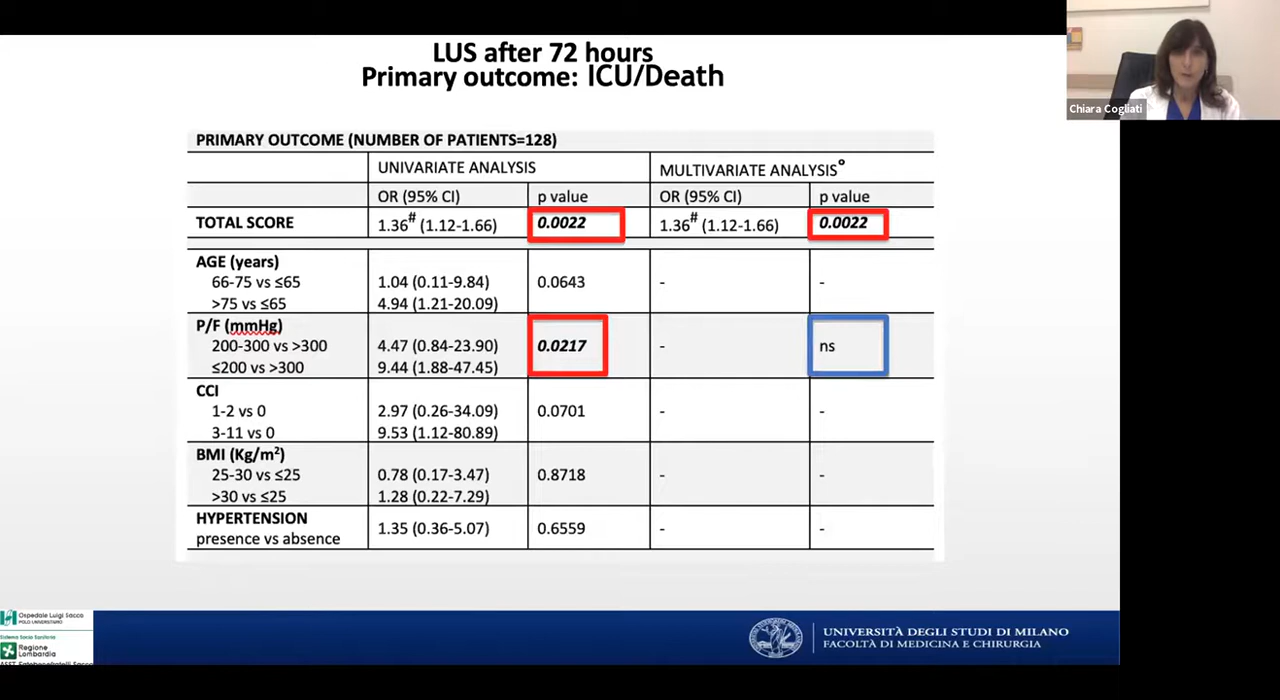 LUS after 72 hours
Primary outcome: ICU/Death
Chiara Cogliati
PRIMARY OUTCOME (NUMBER OF PATIENTS=128)
UNIVARIATE ANALYSIS MULTIVARIATE ANALYSIS°
OR (95% CI) p value OR (95% CI) p value
TOTAL SCORE 1.36# (1.12-1.66) 0.0022 1.36# (1.12-1.66) 0.0022
AGE (years)
66-75 vs ≤65 1.04 (0.11-9.84) 0.0643 - -
>75 vs ≤65 4.94 (1.21-20.09)
P/F (mmHg)
200-300 vs >300 4.47 (0.84-23.90) 0.0217 - ns
≤200 vs >300 9.44 (1.88-47.45)
CCI
1-2 vs 0 2.97 (0.26-34.09) 0.0701 - -
3-11 vs 0 9.53 (1.12-80.89)
BMI (Kg/m²)
25-30 vs ≤25 0.78 (0.17-3.47) 0.8718 - -
>30 vs ≤25 1.28 (0.22-7.29)
HYPERTENSION
presence vs absence 1.35 (0.36-5.07) 0.6559 - -
Ospedale Luigi Sacco
POLO UNIVERSITARIO
Sistema Socio Sanitario
Regione
Lombardia
ASST Fatebenefratelli Sacco
UNIVERSITÀ DEGLI STUDI DI MILANO
FACOLTÀ DI MEDICINA E CHIRURGIA